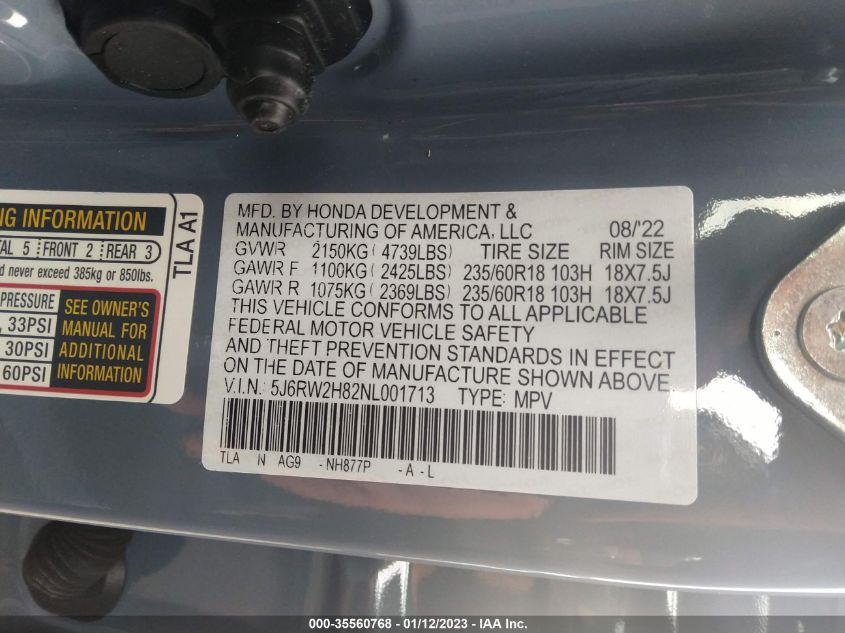 NG INFORMATION
TAL 5 FRONT 2 REAR 3
d never exceed 385kg or 850lbs.
PRESSURE
, 33PSI
30PSI
60PSI
SEE OWNER'S
MANUAL FOR
ADDITIONAL
INFORMATION
TLA A1
MFD. BY HONDA DEVELOPMENT &
MANUFACTURING OF AMERICA, LLC 08/'22
GVWR 2150KG( 4739LBS) TIRE SIZE RIM SIZE
GAWR F 1100KG( 2425LBS) 235/60R18 103H 18X7.5J
GAWR R 1075KG( 2369LBS) 235/60R18 103H 18X7.5J
THIS VEHICLE CONFORMS TO ALL APPLICABLE
FEDERAL MOTOR VEHICLE SAFETY
AND THEFT PREVENTION STANDARDS IN EFFECT
ON THE DATE OF MANUFACTURE SHOWN ABOVE.
V.I.N.: 5J6RW2H82NL001713 TYPE: MPV
TLA N AG9 -NH877P -A-L
000-35560768 - 01/12/2023 - IAA Inc.